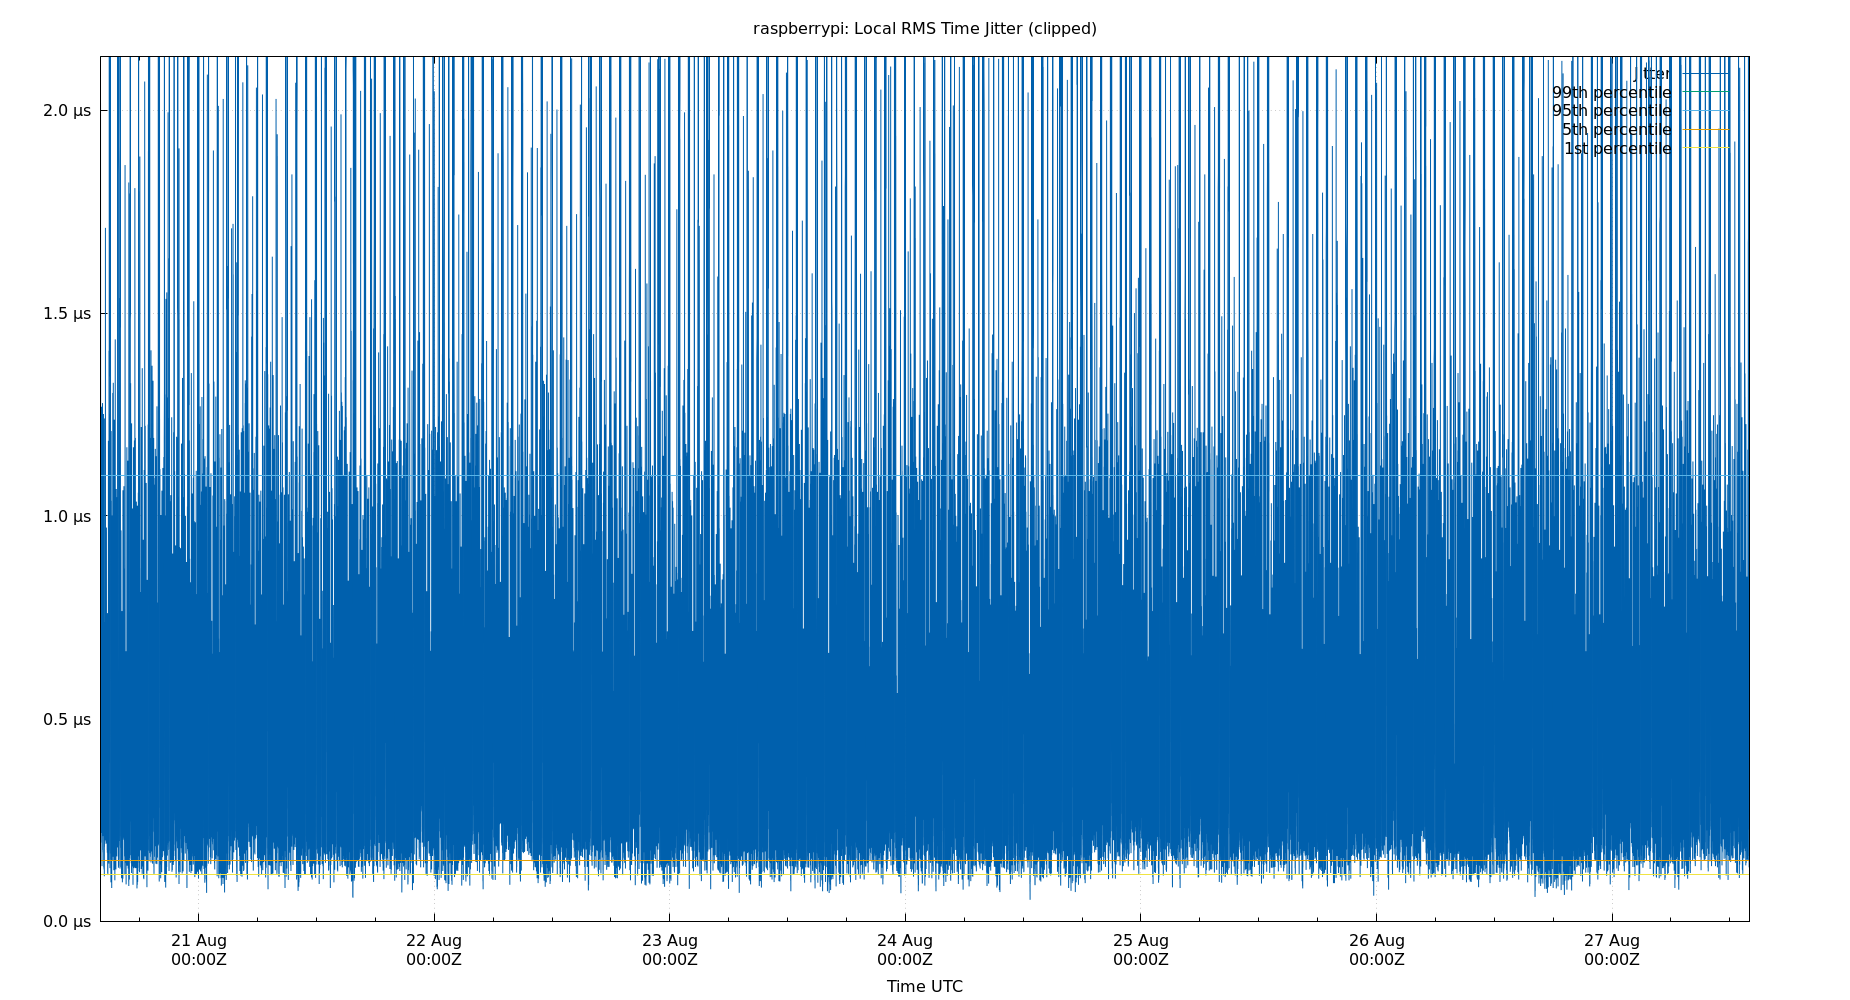 raspberrypi: Local RMS Time Jitter (clipped)
jitter
99th percentile
95th percentile
5th percentile
1st percentile
2.0 µs
1.5 µs
1.0 µs
0.5 µs
0.0 µs
21 Aug
00:00Z
22 Aug
00:00Z
23 Aug
00:00Z
24 Aug
00:00Z
25 Aug
00:00Z
26 Aug
00:00Z
27 Aug
00:00Z
Time UTC